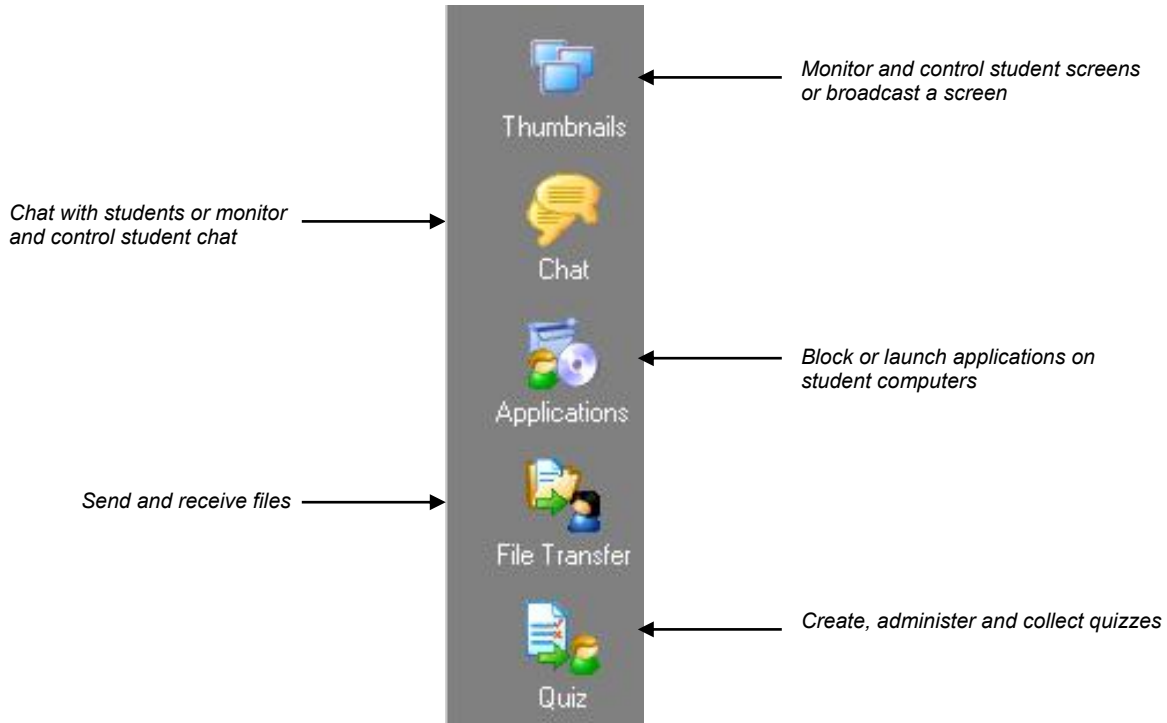 Monitor and control student screens
or broadcast a screen
Thumbnails
Chat with students or monitor
and control student chat
Chat
Block or launch applications on
student computers
Applications
Send and receive files
File Transfer
Create, administer and collect quizzes
Quiz